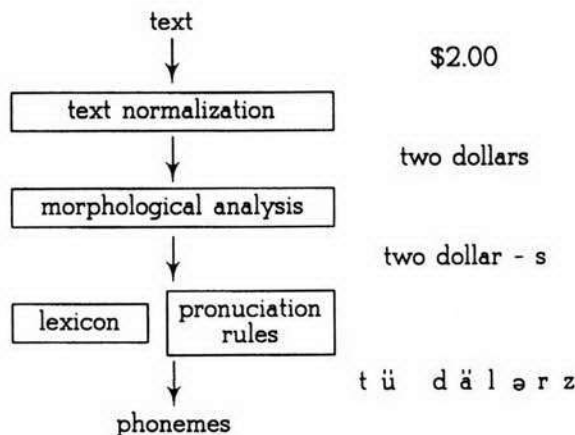 text
$2.00
text normalization
two dollars
morphological analysis
two dollar - s
lexicon
pronuciation
rules
t ü d ä l ə r z
phonemes